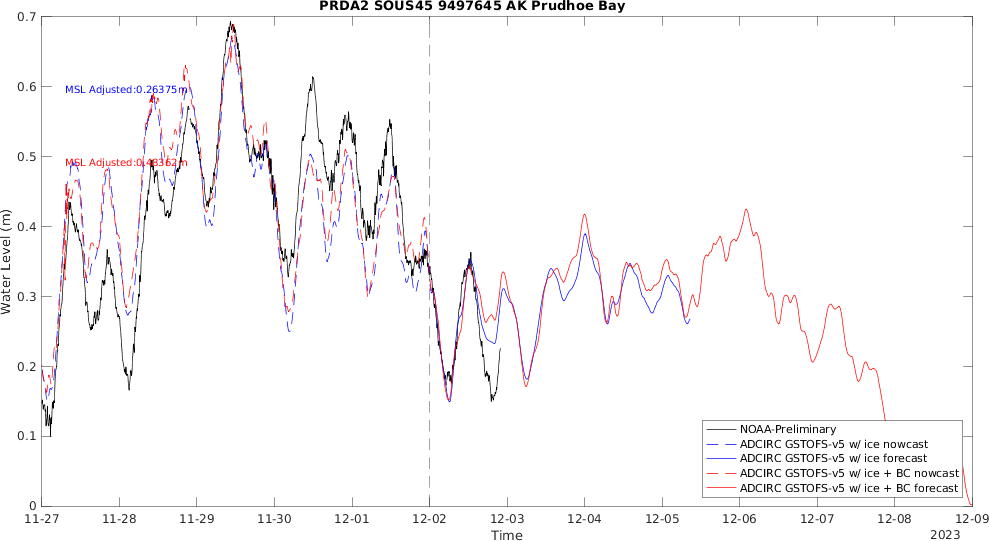 PRDA2 SOUS45 9497645 AK Prudhoe Bay
0.7
0.6
0.5
0.4
0.3
0.2
0.1
0
Water Level (m)
MSL Adjusted:0.26375m
MSL Adjusted:0.48362m
NOAA-Preliminary
ADCIRC GSTOFS-v5 w/ ice nowcast
ADCIRC GSTOFS-v5 w/ ice forecast
ADCIRC GSTOFS-v5 w/ ice + BC nowcast
ADCIRC GSTOFS-v5 w/ ice + BC forecast
11-27 11-28 11-29 11-30 12-01 12-02 12-03 12-04 12-05 12-06 12-07 12-08 12-09
Time
2023